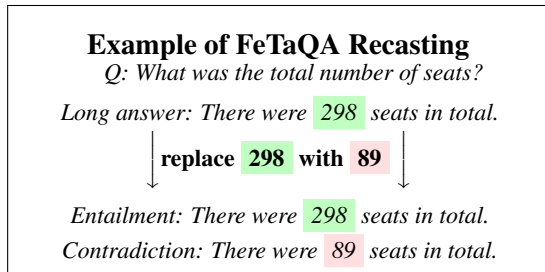 Example of FeTaQA Recasting
Q: What was the total number of seats?
Long answer: There were 298 seats in total.
replace 298 with 89
Entailment: There were 298 seats in total.
Contradiction: There were 89 seats in total.